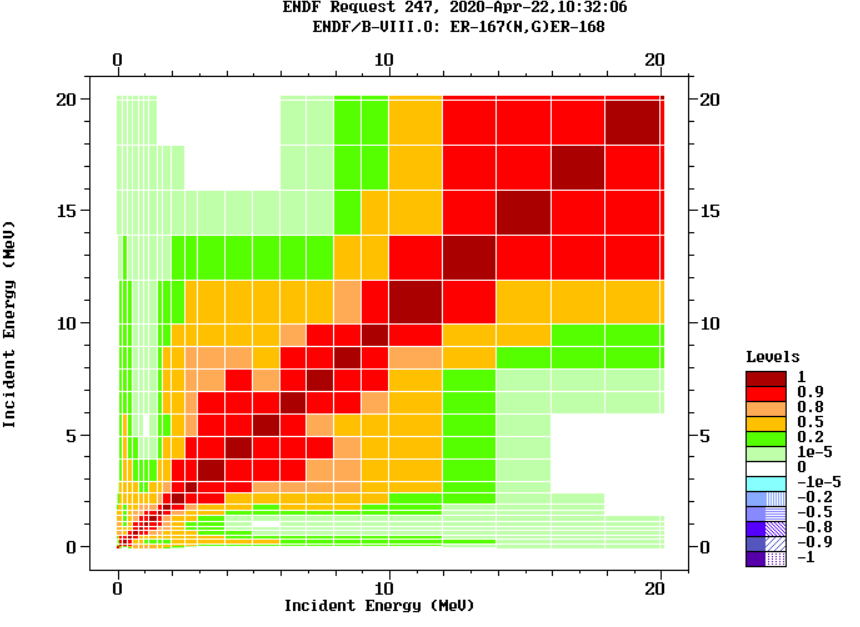 ENDF Request 247, 2020-Apr-22,10:32:06
ENDF/B-VIII.0: ER-167(N,G)ER-168
0 10 20
20 20
15 15
10 10
5 5
0 0
0 10 20
Incident Energy (MeV)
Incident Energy (MeV)
Levels
1
0.9
0.8
0.5
0.2
1e-5
0
-1e-5
-0.2
-0.5
-0.8
-0.9
-1